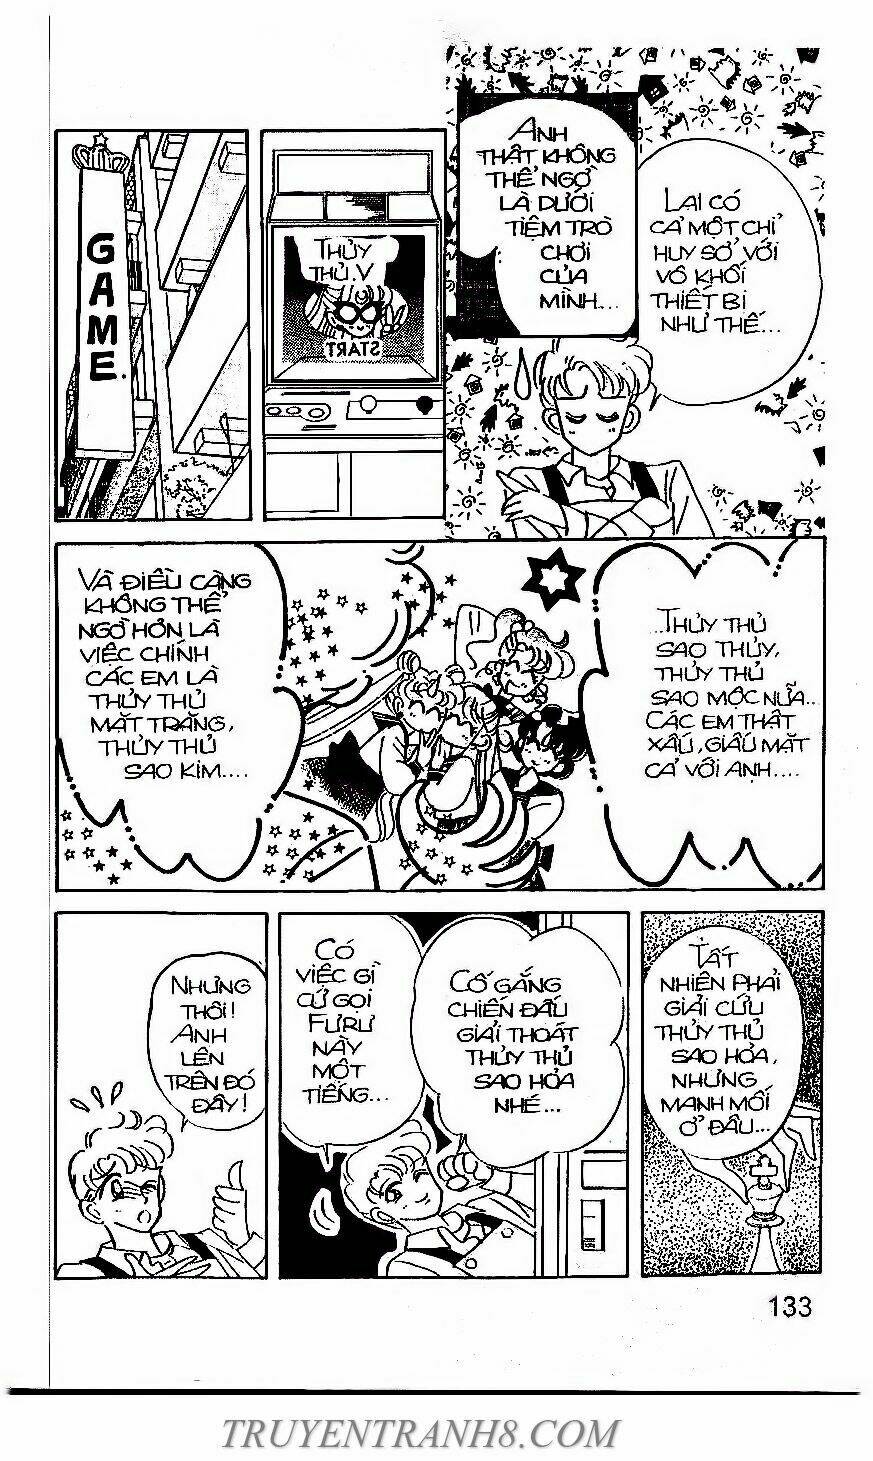 GAME.
THỦY
THỦ.V
START
ANH
THẬT KHÔNG
THỂ NGỜ
LÀ DƯỚI
TIỆM TRÒ
CHƠI
CỦA
MÌNH...
LẠI CÓ
CẢ MỘT CHỈ
HUY SỞ VỚI
VÔ KHỐI
THIẾT BỊ
NHƯ THẾ...
VÀ ĐIỀU CÀNG
KHÔNG THỂ
NGỜ HƠN LÀ
VIỆC CHÍNH
CÁC EM LÀ
THỦY THỦ
MẶT TRĂNG,
THỦY THỦ
SAO KIM....
...THỦY THỦ
SAO THỦY,
THỦY THỦ
SAO MỘC NỮA..
CÁC EM THẬT
XẤU, GIẤU MẶT
CẢ VỚI ANH....
NHƯNG
THÔI!
ANH
LÊN
TRÊN ĐÓ
ĐÂY!
CÓ
VIỆC GÌ
CỨ GỌI
FURU
NÀY
MỘT
TIẾNG...
CỐ GẮNG
CHIẾN ĐẤU
GIẢI THOÁT
THỦY THỦ
SAO HỎA
NHÉ...
TẤT
NHIÊN PHẢI
GIẢI CỨU
THỦY THỦ
SAO HỎA,
NHƯNG
MANH MỐI
Ở ĐÂU...
133
TRUYENTRANH8.COM